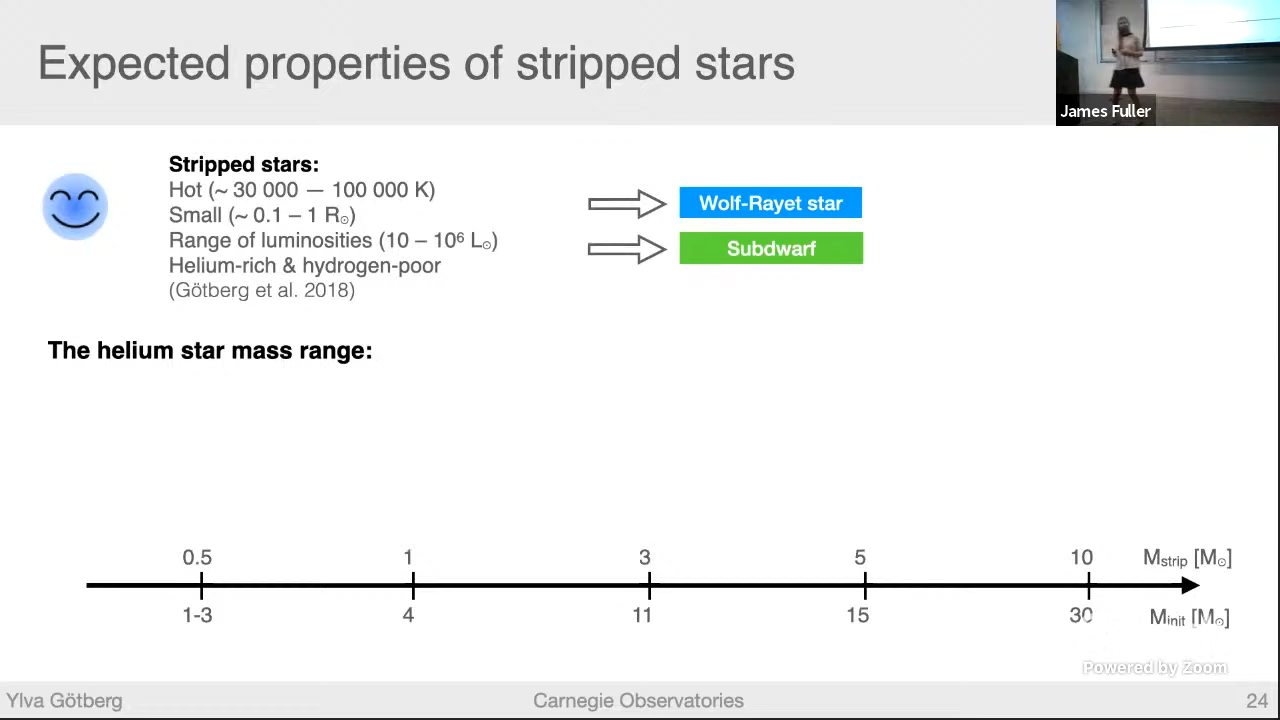 Expected properties of stripped stars
James Fuller
Stripped stars:
Hot (~ 30 000 — 100 000 K)
Small (~ 0.1 – 1 R☉)
Range of luminosities (10 – 10⁶ L☉)
Helium-rich & hydrogen-poor
(Götberg et al. 2018)
Wolf-Rayet star
Subdwarf
The helium star mass range:
0.5 1 3 5 10 Mstrip [M☉]
1-3 4 11 15 30 Minit [M☉]
Powered by Zoom
Ylva Götberg Carnegie Observatories 24